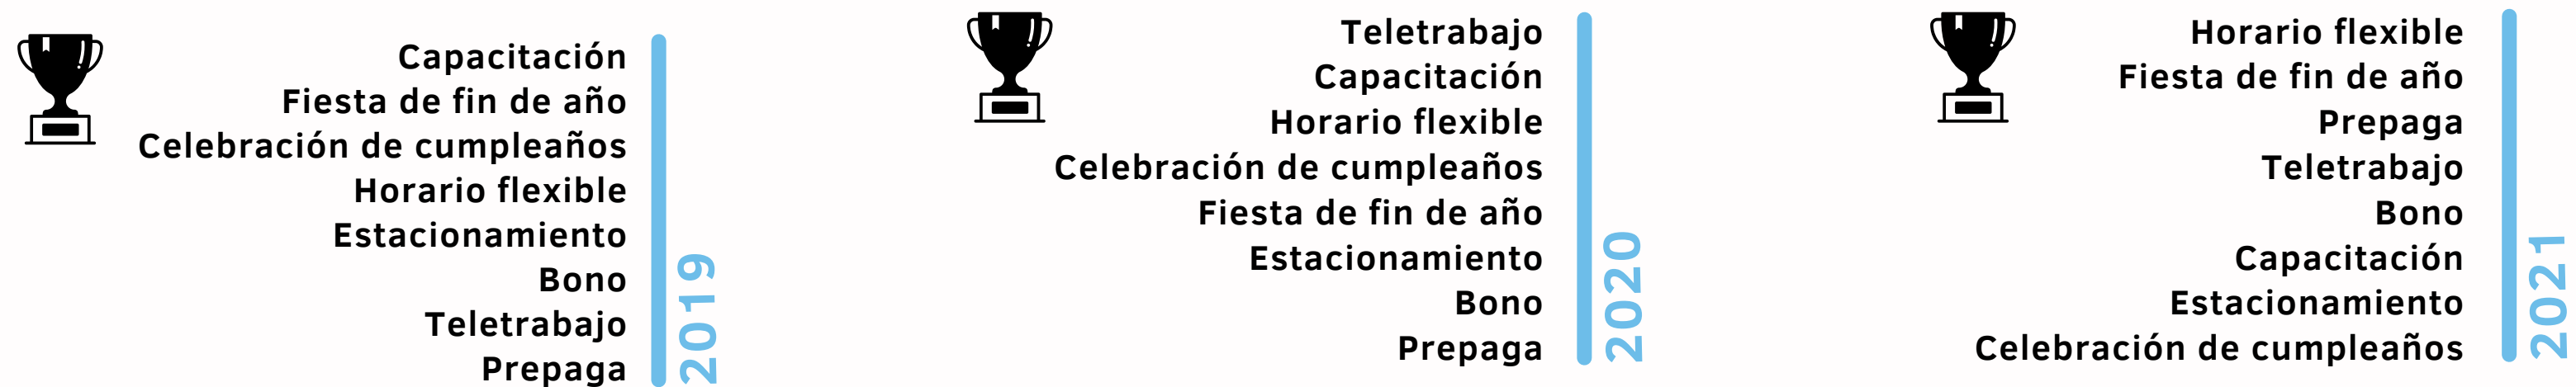 Capacitación
Fiesta de fin de año
Celebración de cumpleaños
Horario flexible
Estacionamiento
Bono
Teletrabajo
Prepaga
2019
Teletrabajo
Capacitación
Horario flexible
Celebración de cumpleaños
Fiesta de fin de año
Estacionamiento
Bono
Prepaga
2020
Horario flexible
Fiesta de fin de año
Prepaga
Teletrabajo
Bono
Capacitación
Estacionamiento
Celebración de cumpleaños
2021